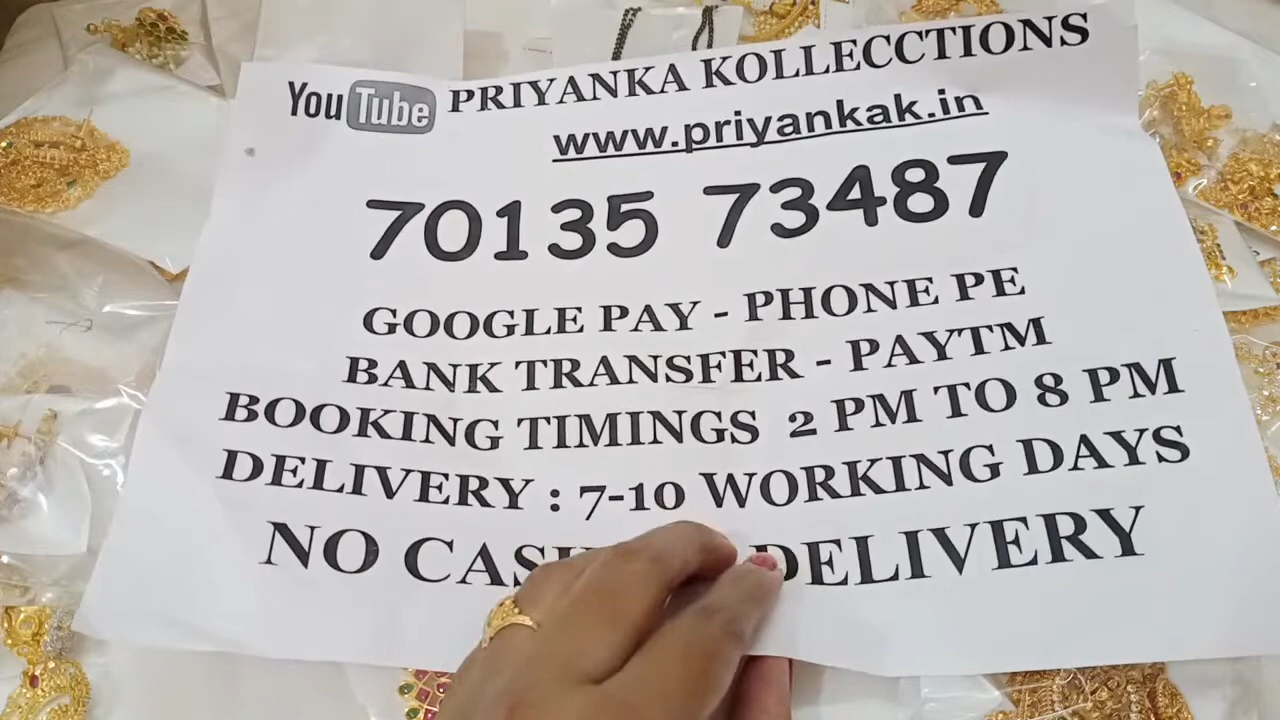 YouTube PRIYANKA KOLLECCTIONS
www.priyankak.in
70135 73487
GOOGLE PAY - PHONE PE
BANK TRANSFER - PAYTM
BOOKING TIMINGS 2 PM TO 8 PM
DELIVERY : 7-10 WORKING DAYS
NO DELIVERY